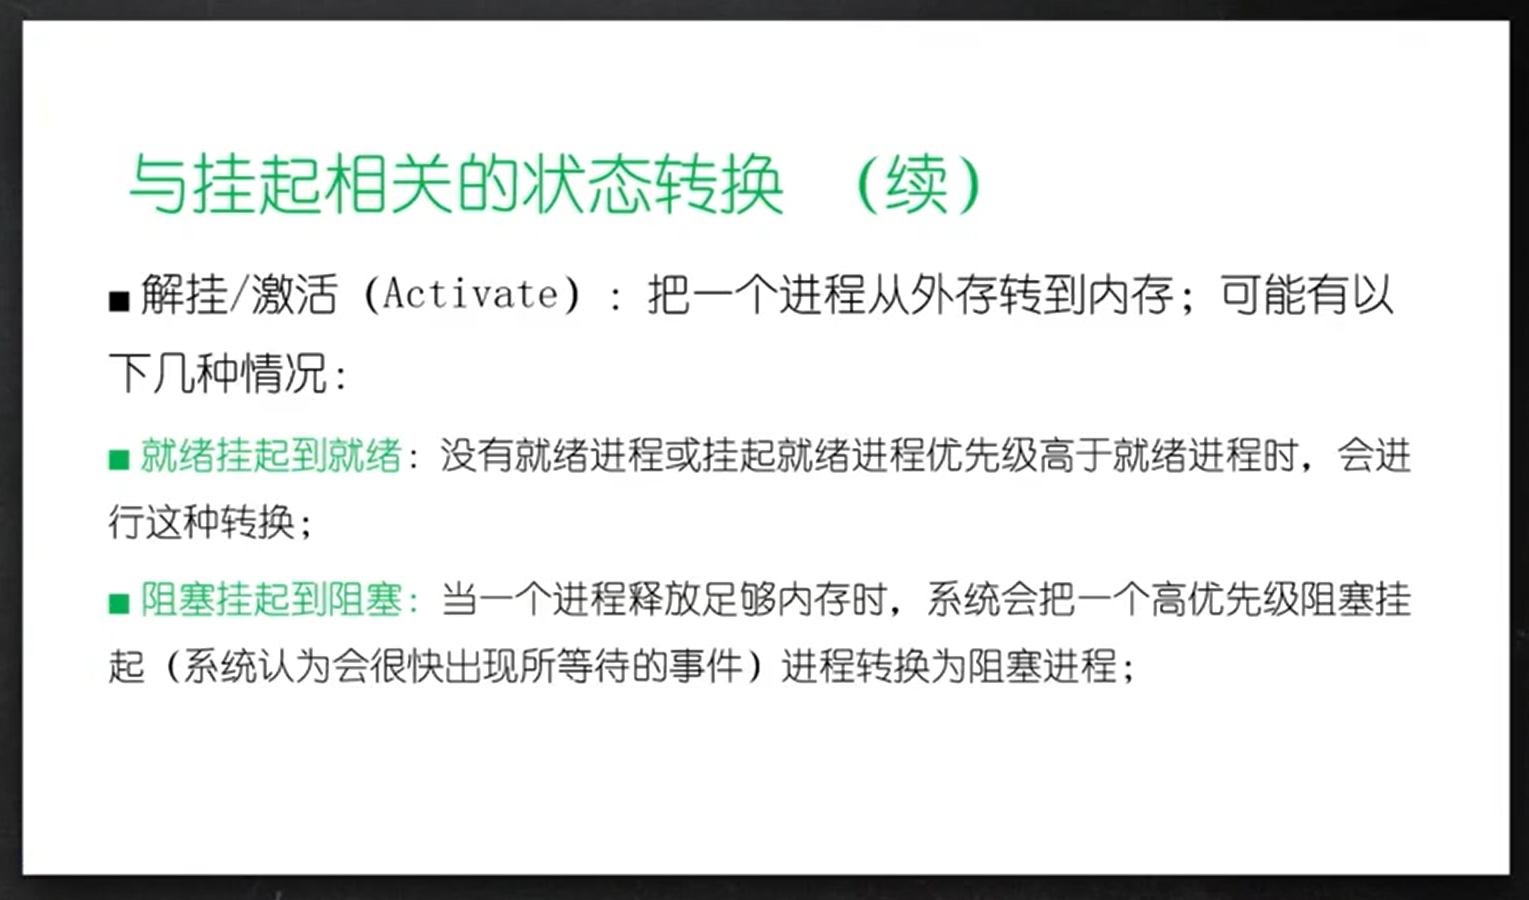 与挂起相关的状态转换 （续）
■解挂/激活（Activate）：把一个进程从外存转到内存；可能有以
下几种情况：
■就绪挂起到就绪：没有就绪进程或挂起就绪进程优先级高于就绪进程时，会进
行这种转换；
■阻塞挂起到阻塞：当一个进程释放足够内存时，系统会把一个高优先级阻塞挂
起（系统认为会很快出现所等待的事件）进程转换为阻塞进程；